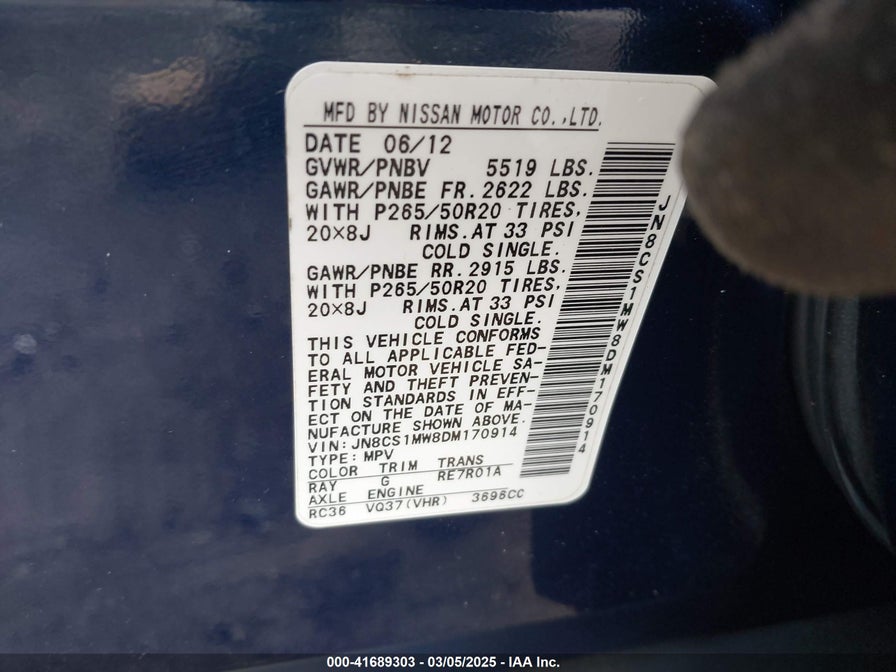 MFD BY NISSAN MOTOR CO.,LTD.
DATE 06/12
GVWR/PNBV 5519 LBS.
GAWR/PNBE FR. 2622 LBS.
WITH P265/50R20 TIRES,
20×8J RIMS.AT 33 PSI
COLD SINGLE.
GAWR/PNBE RR. 2915 LBS.
WITH P265/50R20 TIRES,
20×8J RIMS.AT 33 PSI
COLD SINGLE.
THIS VEHICLE CONFORMS
TO ALL APPLICABLE FED-
ERAL MOTOR VEHICLE SA-
FETY AND THEFT PREVEN-
TION STANDARDS IN EFF-
ECT ON THE DATE OF MA-
NUFACTURE SHOWN ABOVE.
VIN:JN8CS1MW8DM170914
TYPE:MPV
COLOR TRIM TRANS
RAY G RE7R01A
AXLE ENGINE
RC36 VQ37(VHR) 3696CC
JN8CS1MW8DM170914
000-41689303 - 03/05/2025 - IAA Inc.